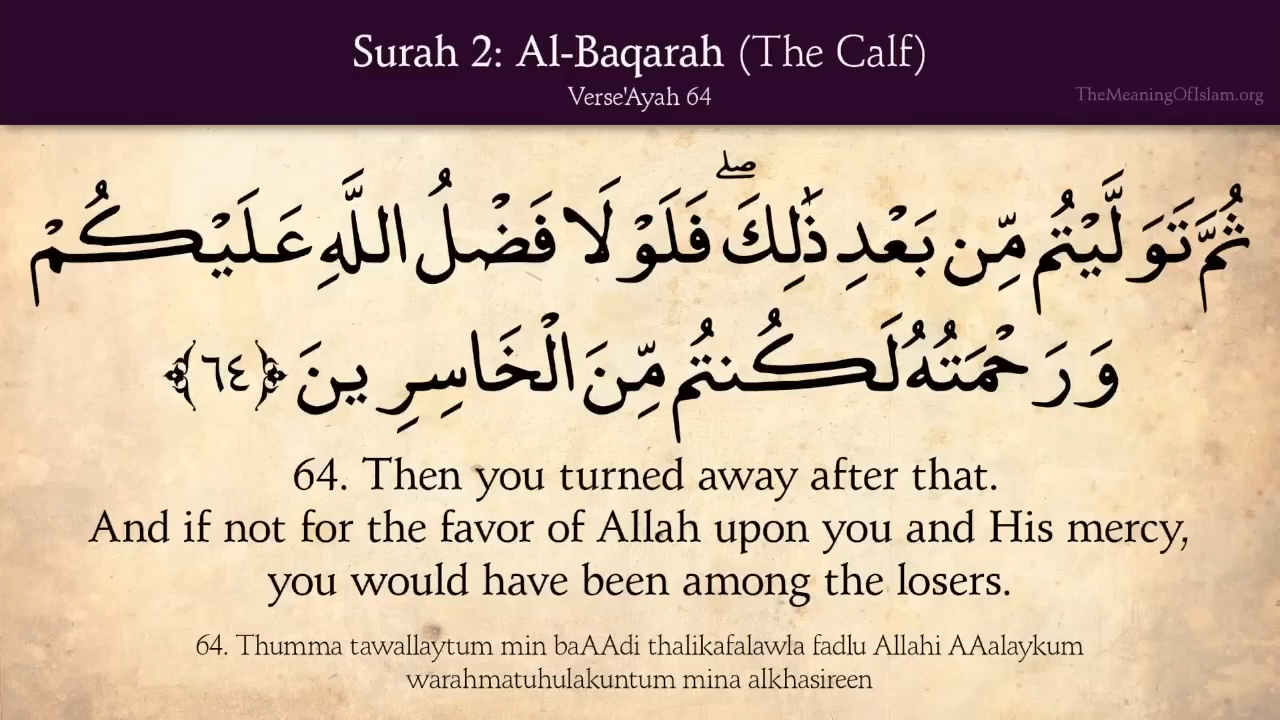 Surah 2: Al-Baqarah (The Calf)
Verse'Ayah 64
TheMeaningOfIslam.org
ثُمَّ تَوَلَّيْتُم مِّن بَعْدِ ذَٰلِكَ ۖ فَلَوْلَا فَضْلُ اللَّهِ عَلَيْكُمْ
وَرَحْمَتُهُ لَكُنتُم مِّنَ الْخَاسِرِينَ ﴿٦٤﴾
64. Then you turned away after that.
And if not for the favor of Allah upon you and His mercy,
you would have been among the losers.
64. Thumma tawallaytum min baAAdi thalikafalawla fadlu Allahi AAalaykum
warahmatuhulakuntum mina alkhasireen